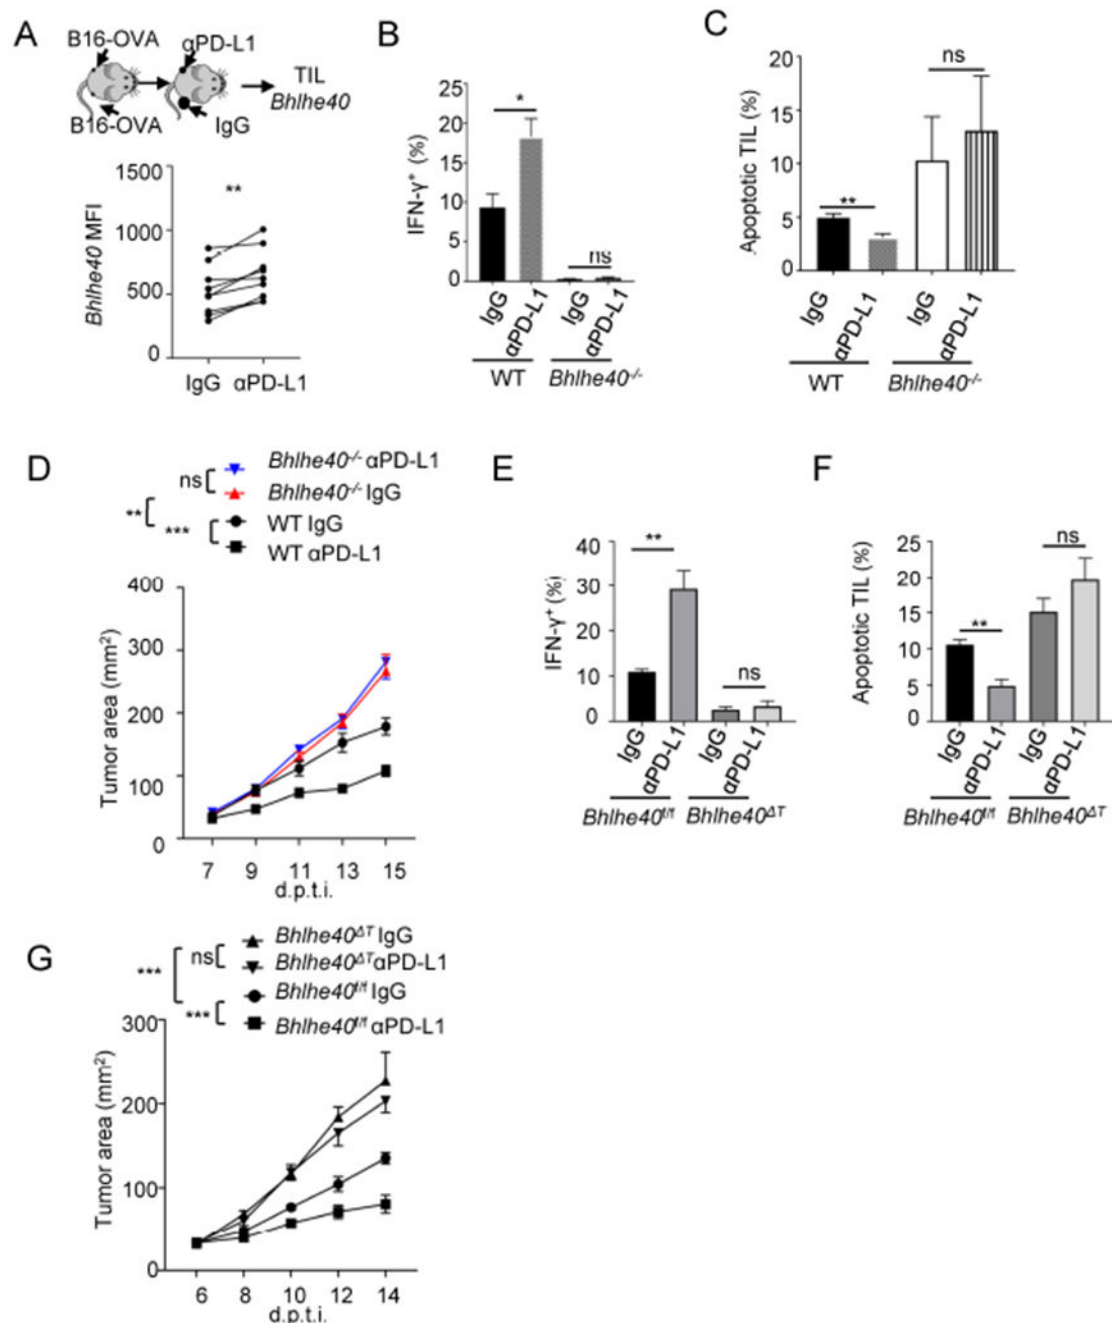 A
B16-OVA αPD-L1
TIL
Bhlhe40
B16-OVA IgG
Bhlhe40 MFI
1500
1000
500
0
**
IgG αPD-L1
B
IFN-γ+ (%)
25
20
15
10
5
0
*
ns
IgG
αPD-L1
IgG
αPD-L1
WT Bhlhe40-/-
C
Apoptotic TIL (%)
20
15
10
5
0
**
ns
IgG
αPD-L1
IgG
αPD-L1
WT Bhlhe40-/-
D
ns
**
***
Bhlhe40-/- αPD-L1
Bhlhe40-/- IgG
WT IgG
WT αPD-L1
Tumor area (mm2)
400
300
200
100
0
7 9 11 13 15
d.p.t.i.
E
IFN-γ+ (%)
40
30
20
10
0
**
ns
IgG
αPD-L1
IgG
αPD-L1
Bhlhe40f/f Bhlhe40ΔT
F
Apoptotic TIL (%)
25
20
15
10
5
0
**
ns
IgG
αPD-L1
IgG
αPD-L1
Bhlhe40f/f Bhlhe40ΔT
G
***
ns
***
Bhlhe40ΔT IgG
Bhlhe40ΔT αPD-L1
Bhlhe40f/f IgG
Bhlhe40f/f αPD-L1
Tumor area (mm2)
300
200
100
0
6 8 10 12 14
d.p.t.i.